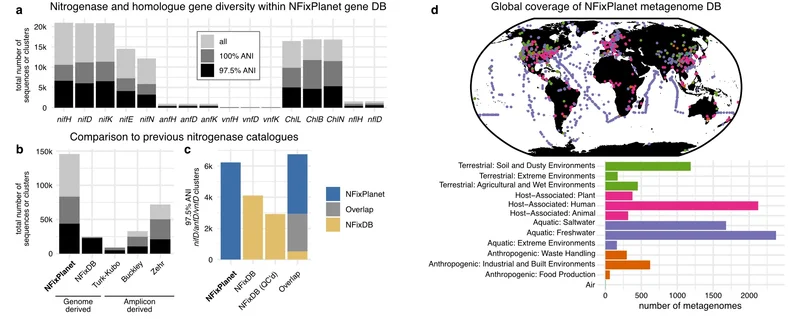 a
Nitrogenase and homologue gene diversity within NFixPlanet gene DB
total number of
sequences or clusters
20k
15k
10k
5k
0
all
100% ANI
97.5% ANI
nifH nifD nifK nifE nifN anfH anfD anfK vnfH vnfD vnfK ChlL ChlB ChlN nflH nflD
b
Comparison to previous nitrogenase catalogues
total number of
sequences or clusters
150k
100k
50k
0
NFixPlanet
NFixDB
Turk-Kubo
Buckley
Zehr
Genome
derived
Amplicon
derived
c
97.5% ANI
nifD/anfD/vnfD clusters
6k
4k
2k
0
NFixPlanet
NFixDB
NFixDB (QC'd)
Overlap
NFixPlanet
Overlap
NFixDB
d
Global coverage of NFixPlanet metagenome DB
Terrestrial: Soil and Dusty Environments
Terrestrial: Extreme Environments
Terrestrial: Agricultural and Wet Environments
Host−Associated: Plant
Host−Associated: Human
Host−Associated: Animal
Aquatic: Saltwater
Aquatic: Freshwater
Aquatic: Extreme Environments
Anthropogenic: Waste Handling
Anthropogenic: Industrial and Built Environments
Anthropogenic: Food Production
Air
0 500 1000 1500 2000
number of metagenomes